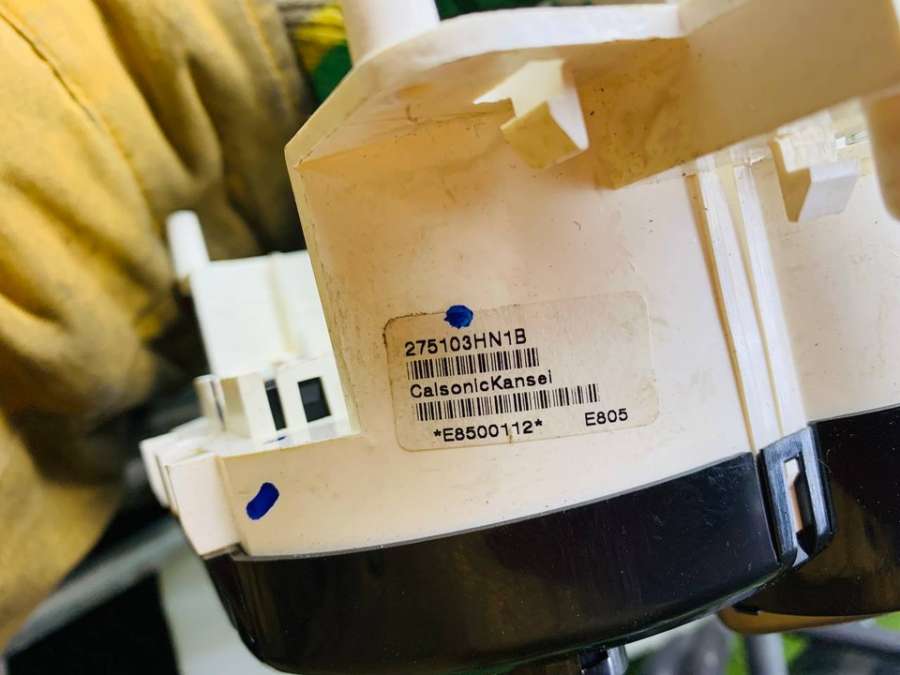 275103HN1B
CalsonicKansei
*E8500112* E805